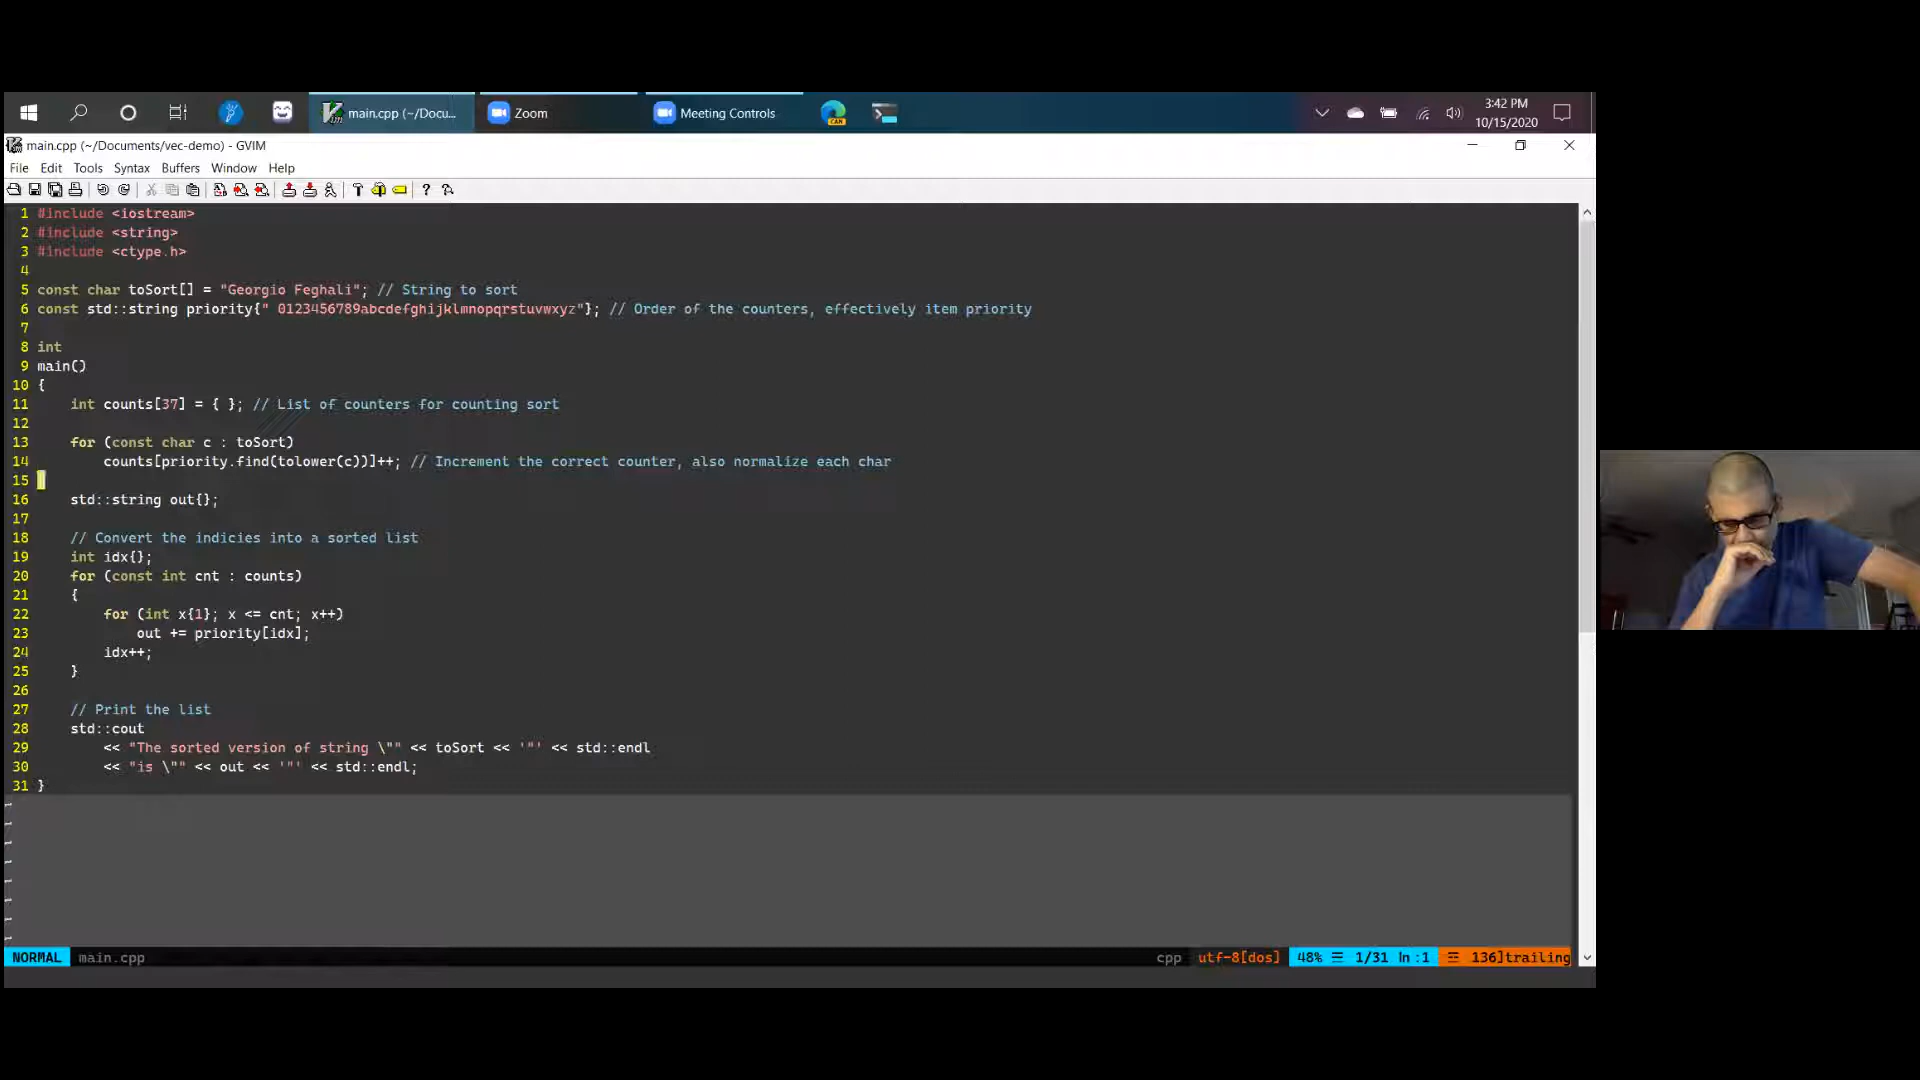 main.cpp (~/Docu...
Zoom
Meeting Controls
CAN
3:42 PM
10/15/2020
main.cpp (~/Documents/vec-demo) - GVIM
File Edit Tools Syntax Buffers Window Help
1 #include <iostream>
2 #include <string>
3 #include <ctype.h>
4
5 const char toSort[] = "Georgio Feghali"; // String to sort
6 const std::string priority{" 0123456789abcdefghijklmnopqrstuvwxyz"}; // Order of the counters, effectively item priority
7
8 int
9 main()
10 {
11     int counts[37] = { }; // List of counters for counting sort
12
13     for (const char c : toSort)
14         counts[priority.find(tolower(c))]++; // Increment the correct counter, also normalize each char
15
16     std::string out{};
17
18     // Convert the indicies into a sorted list
19     int idx{};
20     for (const int cnt : counts)
21     {
22         for (int x{1}; x <= cnt; x++)
23             out += priority[idx];
24         idx++;
25     }
26
27     // Print the list
28     std::cout
29         << "The sorted version of string \"" << toSort << '"' << std::endl
30         << "is \"" << out << '"' << std::endl;
31 }
~
~
~
~
~
~
~
~
NORMAL main.cpp cpp utf-8[dos] 48% ☰ 1/31 ln :1 ☲ 136]trailing